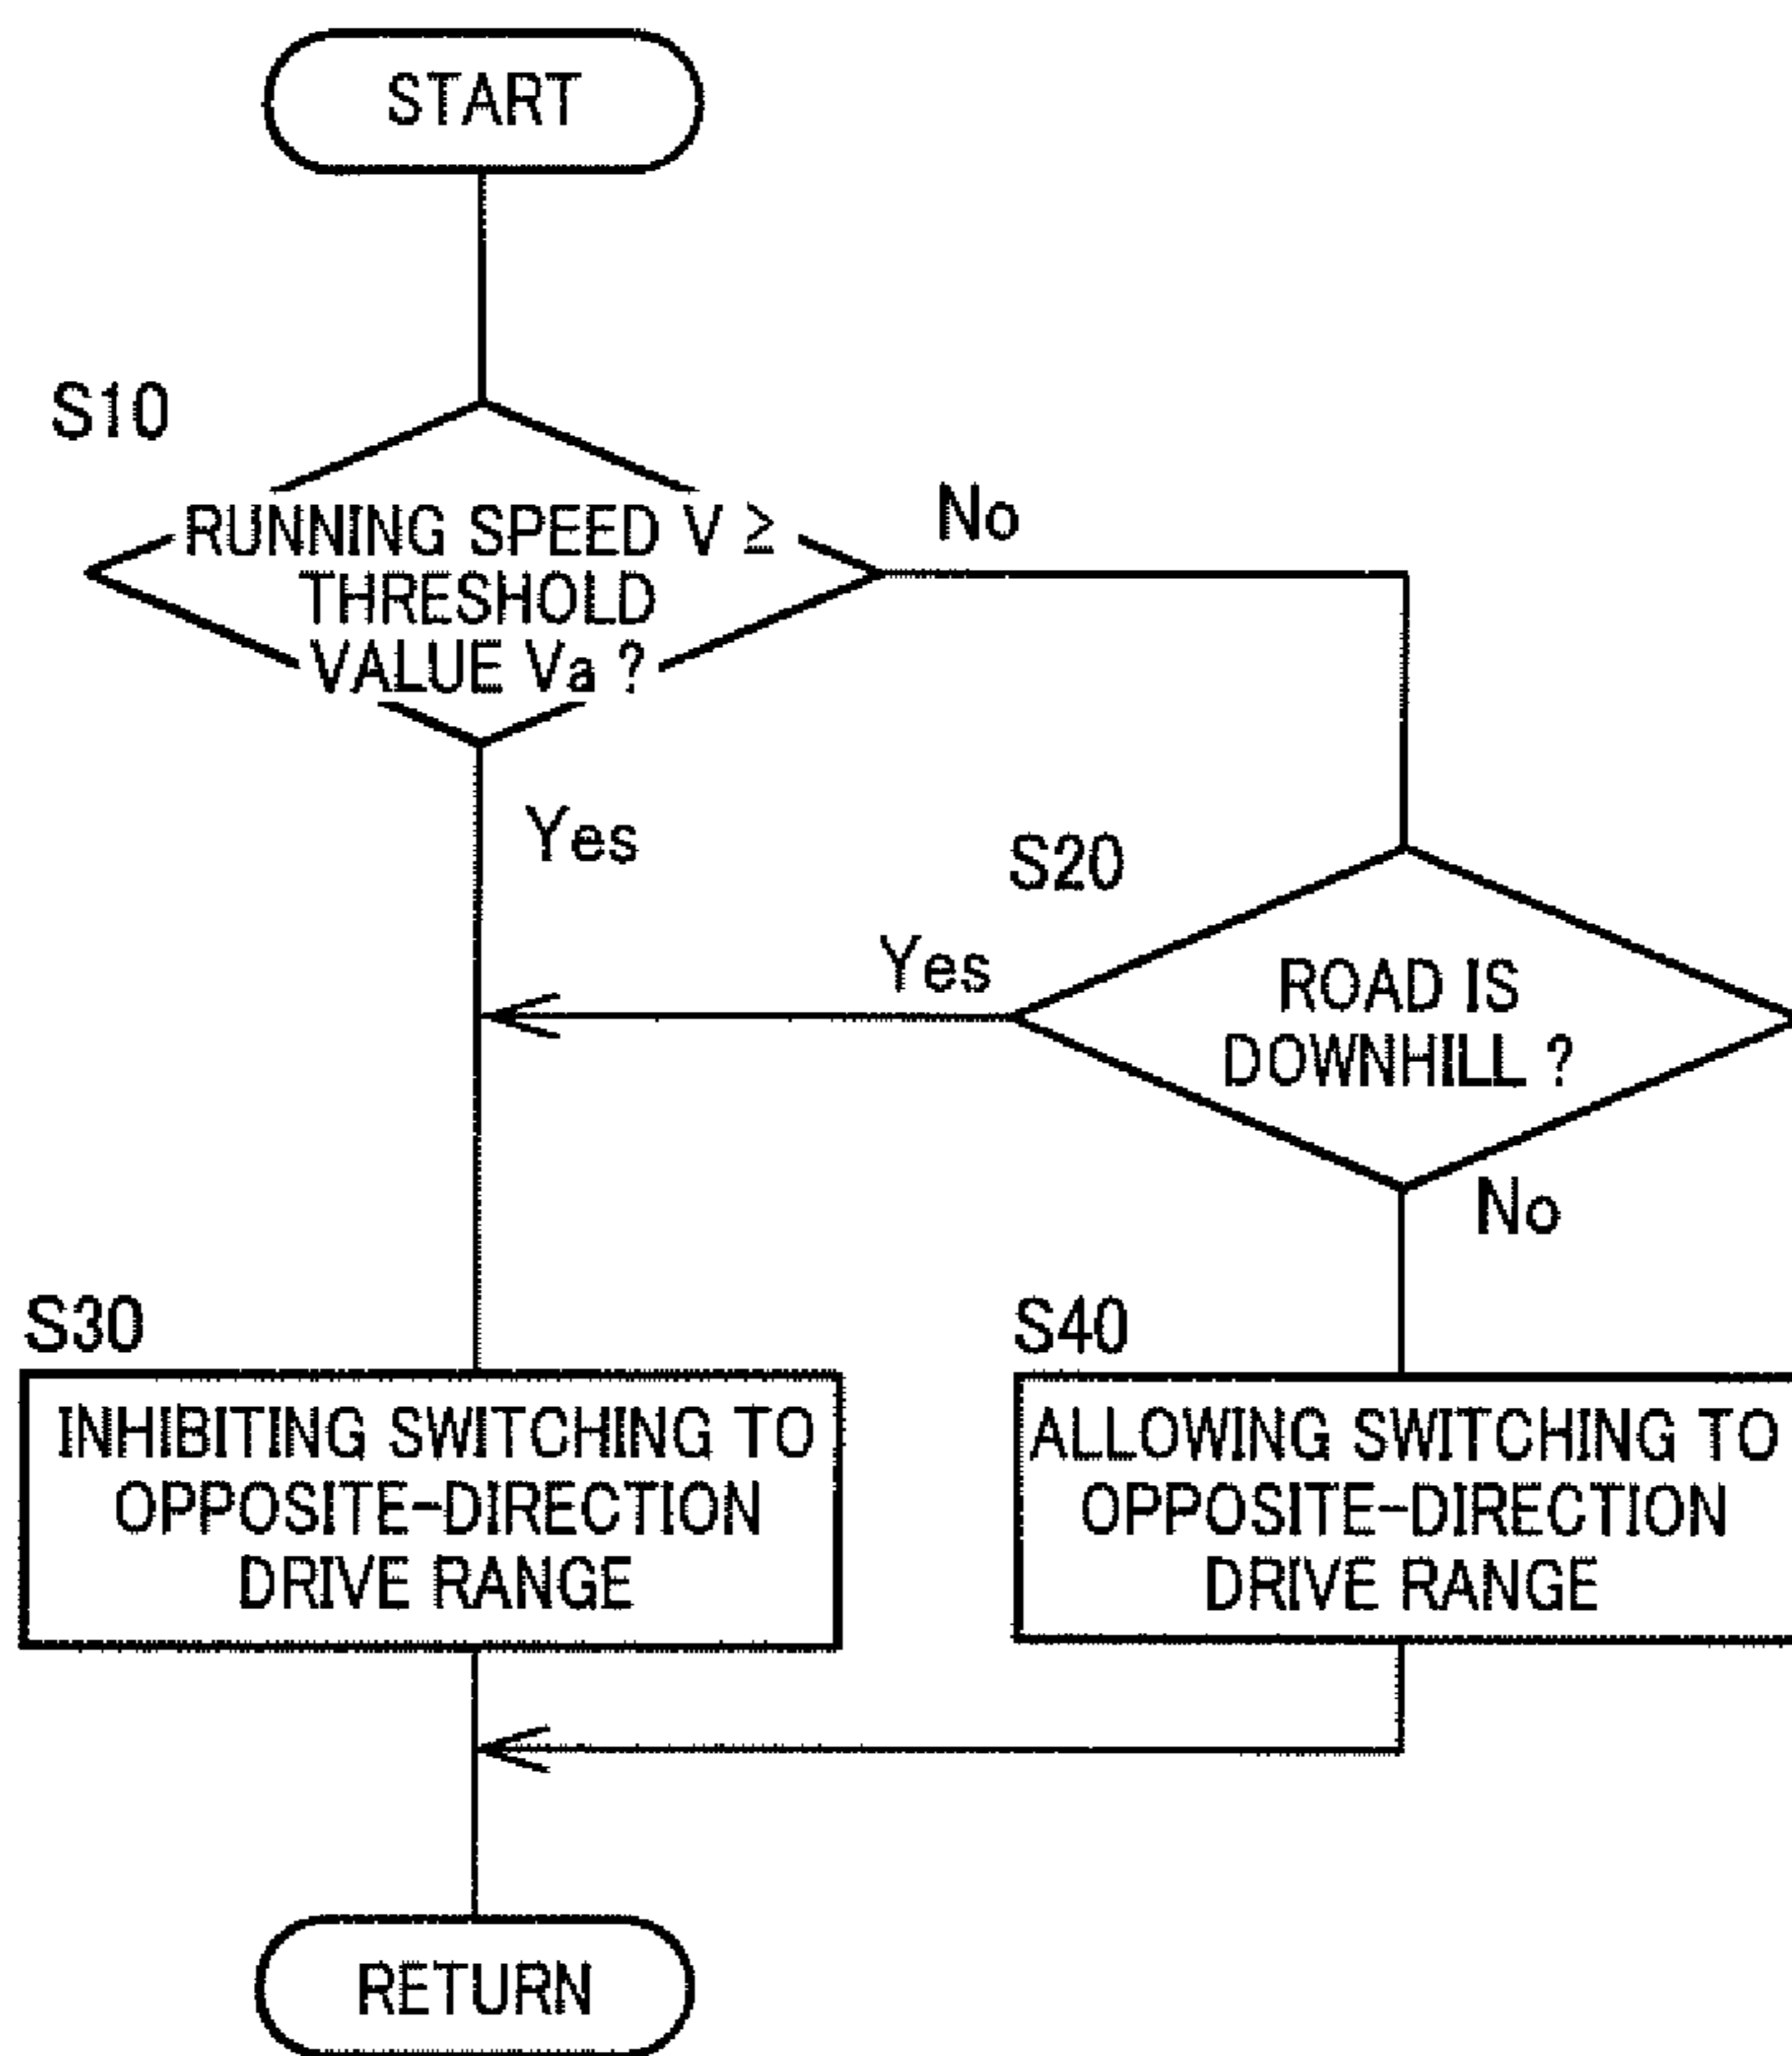 START
S10
RUNNING SPEED V ≥
THRESHOLD
VALUE Va ?
No
Yes
S20
Yes
ROAD IS
DOWNHILL ?
No
S30
INHIBITING SWITCHING TO
OPPOSITE-DIRECTION
DRIVE RANGE
S40
ALLOWING SWITCHING TO
OPPOSITE-DIRECTION
DRIVE RANGE
RETURN